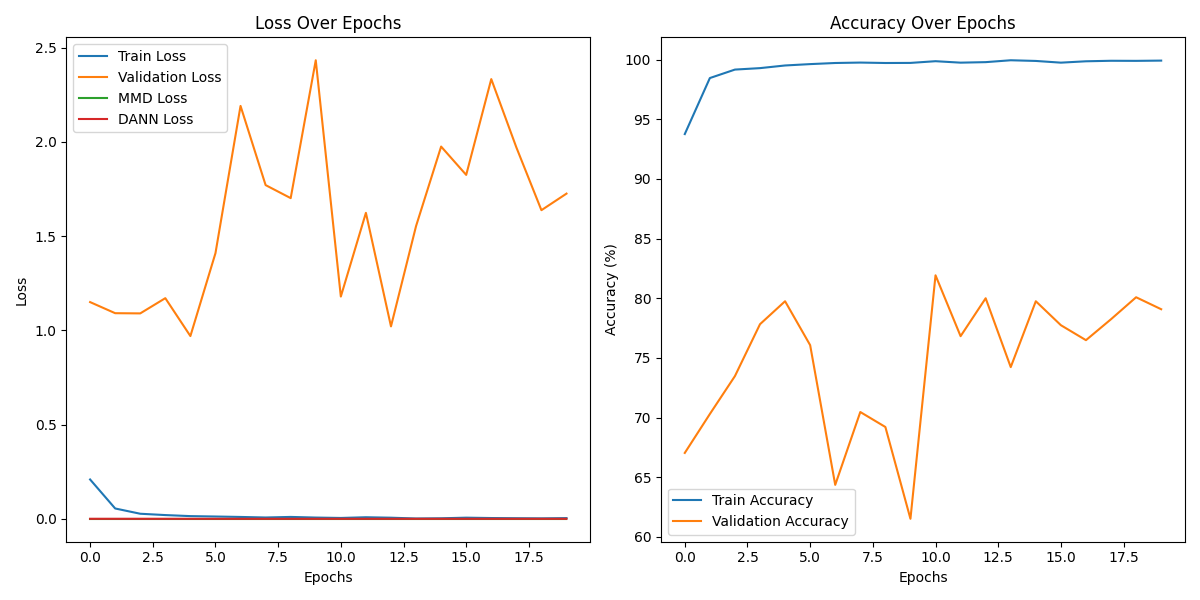 Loss Over Epochs
Train Loss
Validation Loss
MMD Loss
DANN Loss
2.5
2.0
1.5
1.0
0.5
0.0
Loss
0.0 2.5 5.0 7.5 10.0 12.5 15.0 17.5
Epochs
Accuracy Over Epochs
100
95
90
85
80
75
70
65
60
Accuracy (%)
Train Accuracy
Validation Accuracy
0.0 2.5 5.0 7.5 10.0 12.5 15.0 17.5
Epochs